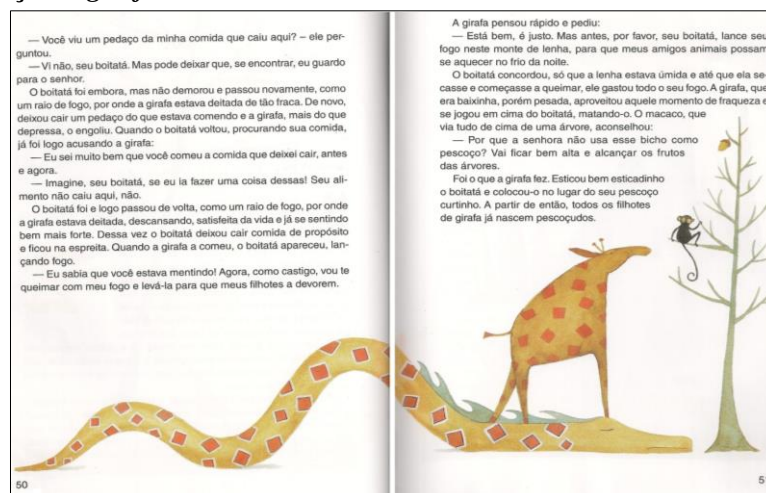 — Você viu um pedaço da minha comida que caiu aqui? – ele per-
guntou.
— Vi não, seu boitatá. Mas pode deixar que, se encontrar, eu guardo
para o senhor.
O boitatá foi embora, mas não demorou e passou novamente, como
um raio de fogo, por onde a girafa estava deitada de tão fraca. De novo,
deixou cair um pedaço do que estava comendo e a girafa, mais do que
depressa, o engoliu. Quando o boitatá voltou, procurando sua comida,
já foi logo acusando a girafa:
— Eu sei muito bem que você comeu a comida que deixei cair, antes
e agora.
— Imagine, seu boitatá, se eu ia fazer uma coisa dessas! Seu ali-
mento não caiu aqui, não.
O boitatá foi e logo passou de volta, como um raio de fogo, por onde
a girafa estava deitada, descansando, satisfeita da vida e já se sentindo
bem mais forte. Dessa vez o boitatá deixou cair comida de propósito
e ficou na espreita. Quando a girafa a comeu, o boitatá apareceu, lan-
çando fogo.
— Eu sabia que você estava mentindo! Agora, como castigo, vou te
queimar com meu fogo e levá-la para que meus filhotes a devorem.
50
A girafa pensou rápido e pediu:
— Está bem, é justo. Mas antes, por favor, seu boitatá, lance seu
fogo neste monte de lenha, para que meus amigos animais possam
se aquecer no frio da noite.
O boitatá concordou, só que a lenha estava úmida e até que ela se-
casse e começasse a queimar, ele gastou todo o seu fogo. A girafa, que
era baixinha, porém pesada, aproveitou aquele momento de fraqueza e
se jogou em cima do boitatá, matando-o. O macaco, que
via tudo de cima de uma árvore, aconselhou:
— Por que a senhora não usa esse bicho como
pescoço? Vai ficar bem alta e alcançar os frutos
das árvores.
Foi o que a girafa fez. Esticou bem esticadinho
o boitatá e colocou-o no lugar do seu pescoço
curtinho. A partir de então, todos os filhotes
de girafa já nascem pescoçudos.